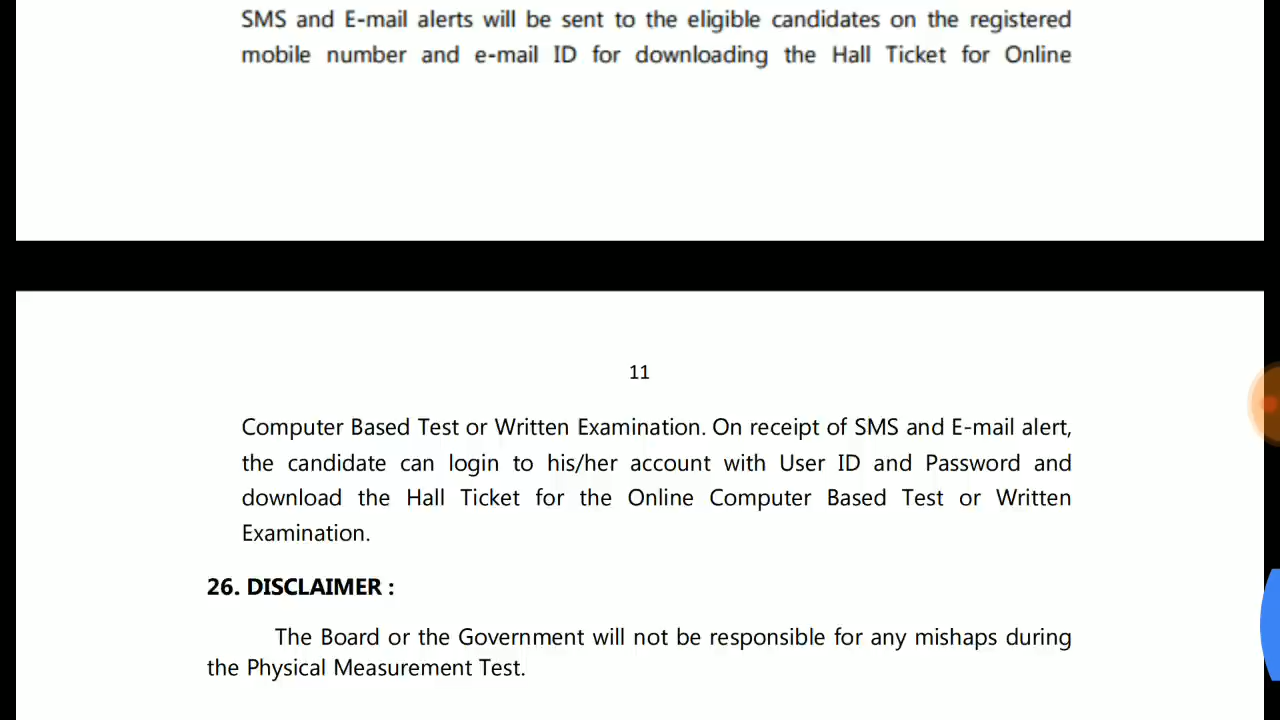 SMS and E-mail alerts will be sent to the eligible candidates on the registered
mobile number and e-mail ID for downloading the Hall Ticket for Online
11
Computer Based Test or Written Examination. On receipt of SMS and E-mail alert,
the candidate can login to his/her account with User ID and Password and
download the Hall Ticket for the Online Computer Based Test or Written
Examination.
26. DISCLAIMER :
The Board or the Government will not be responsible for any mishaps during
the Physical Measurement Test.